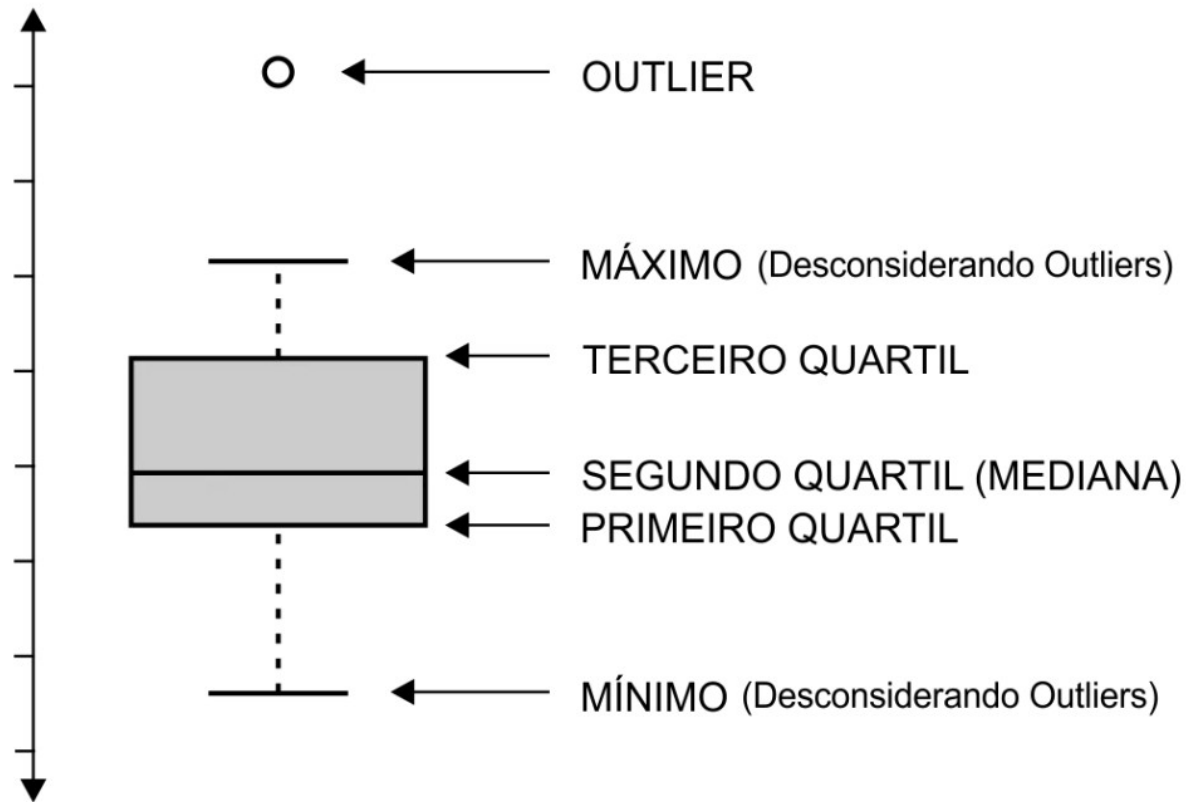 OUTLIER
MÁXIMO (Desconsiderando Outliers)
TERCEIRO QUARTIL
SEGUNDO QUARTIL (MEDIANA)
PRIMEIRO QUARTIL
MÍNIMO (Desconsiderando Outliers)